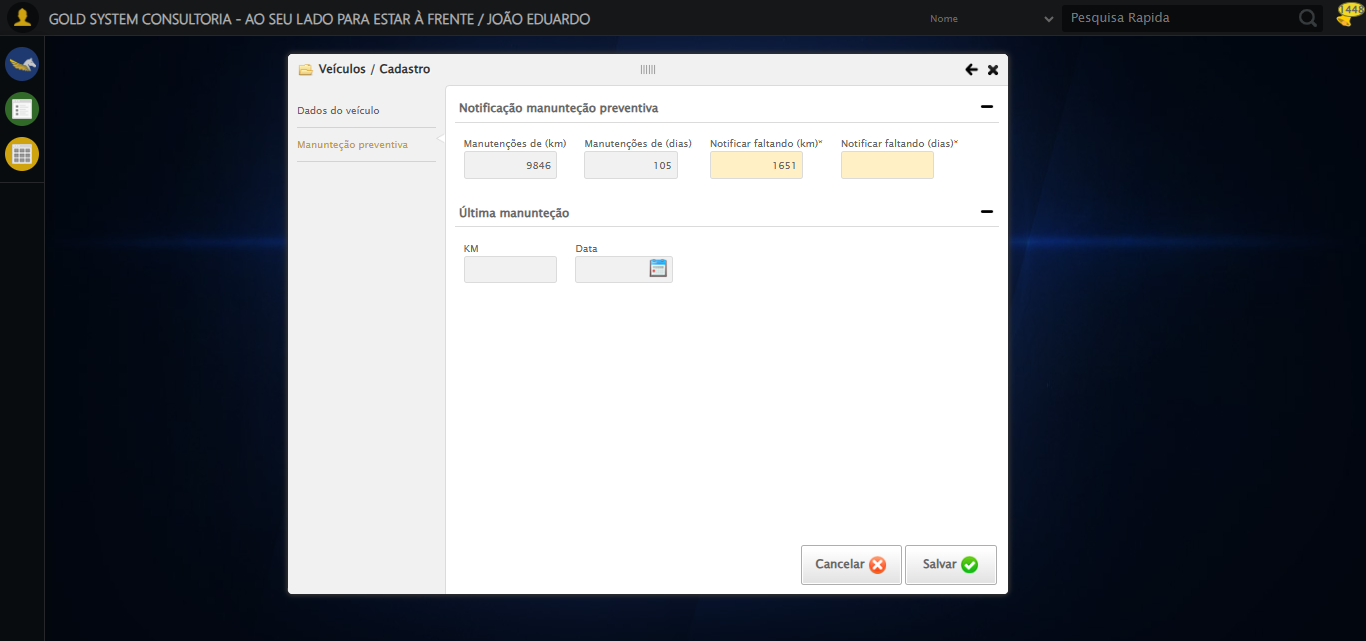 GOLD SYSTEM CONSULTORIA - AO SEU LADO PARA ESTAR À FRENTE / JOÃO EDUARDO
Nome
Pesquisa Rapida
1448
Veículos / Cadastro
Dados do veículo
Manunteção preventiva
Notificação manunteção preventiva
Manutenções de (km) Manutenções de (dias) Notificar faltando (km)* Notificar faltando (dias)*
9846 105 1651
Última manunteção
KM Data
Cancelar Salvar